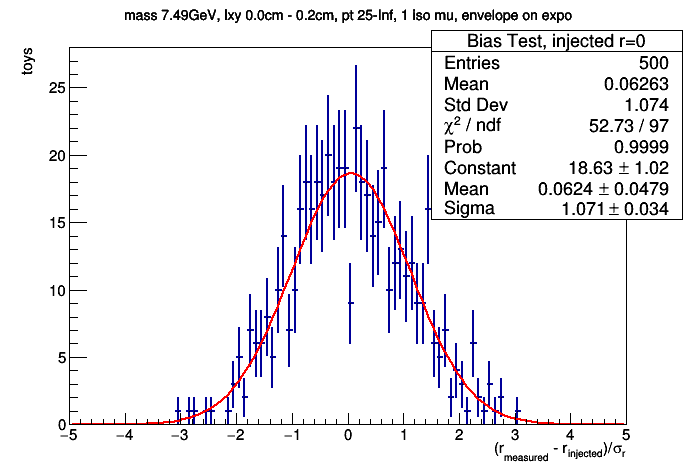 mass 7.49GeV, lxy 0.0cm - 0.2cm, pt 25-Inf, 1 Iso mu, envelope on expo
Bias Test, injected r=0
Entries 500
Mean 0.06263
Std Dev 1.074
χ² / ndf 52.73 / 97
Prob 0.9999
Constant 18.63 ± 1.02
Mean 0.0624 ± 0.0479
Sigma 1.071 ± 0.034
toys
25
20
15
10
5
0
−5 −4 −3 −2 −1 0 1 2 3 4 5
(r_measured - r_injected)/σ_r